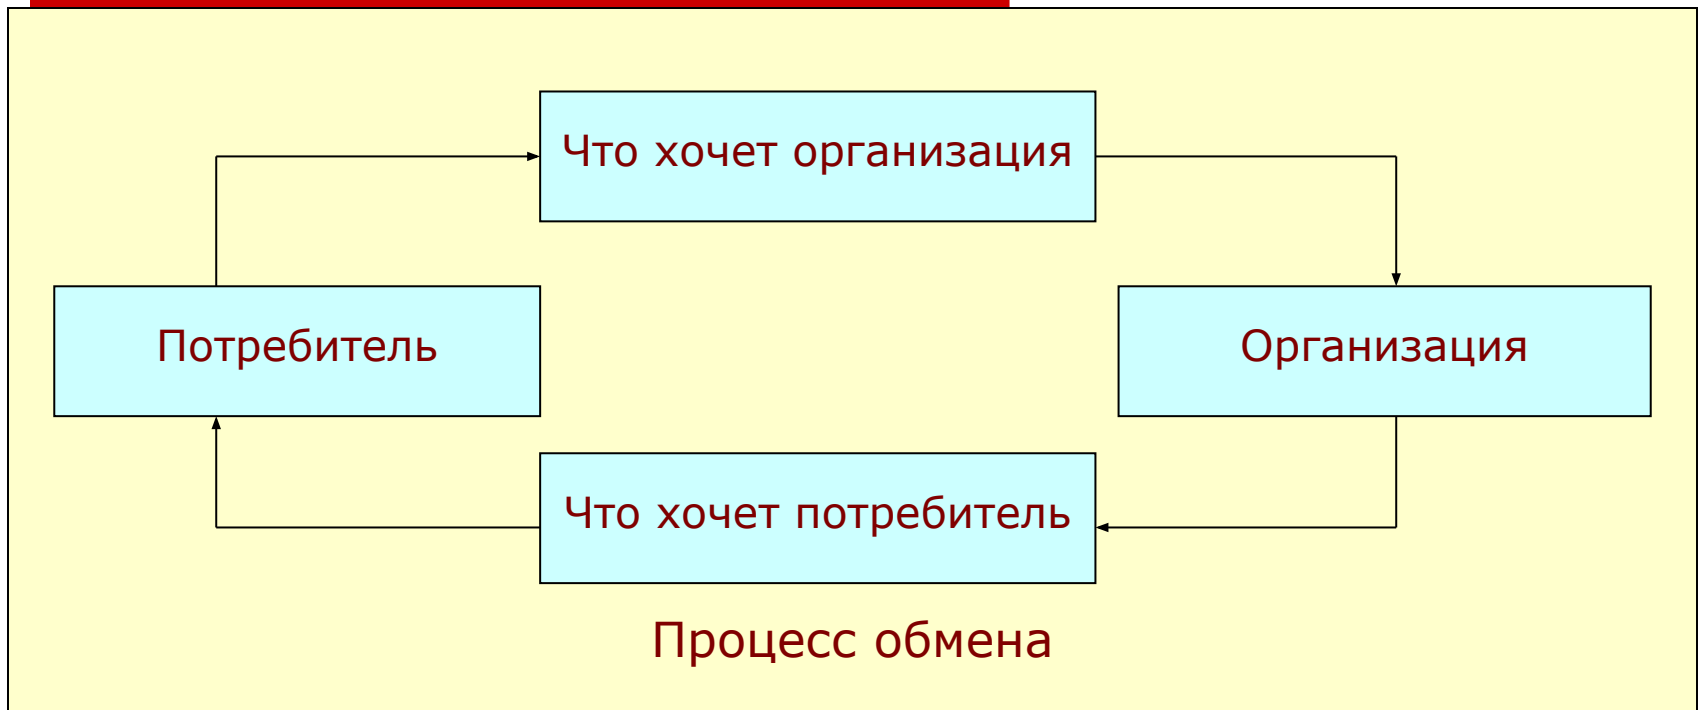 Что хочет организация
Потребитель
Организация
Что хочет потребитель
Процесс обмена